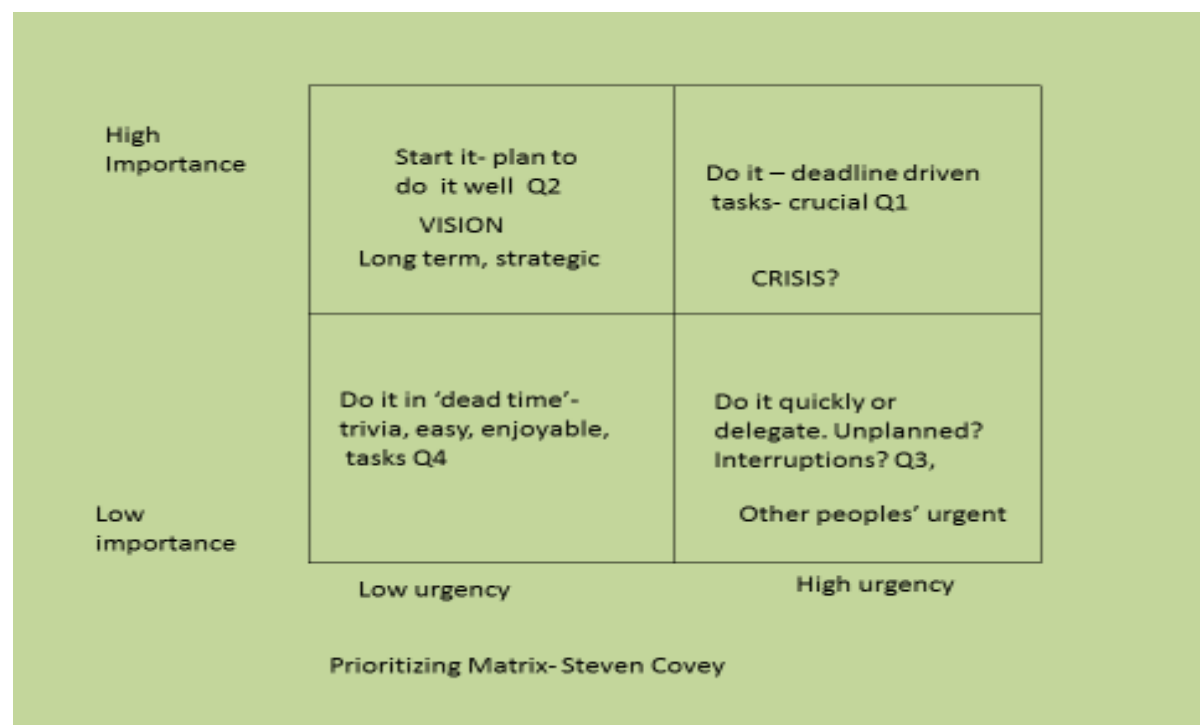 High
Importance
Start it- plan to
do it well Q2
VISION
Long term, strategic
Do it – deadline driven
tasks- crucial Q1
CRISIS?
Do it in ‘dead time’-
trivia, easy, enjoyable,
tasks Q4
Do it quickly or
delegate. Unplanned?
Interruptions? Q3,
Other peoples’ urgent
Low
importance
Low urgency
High urgency
Prioritizing Matrix- Steven Covey